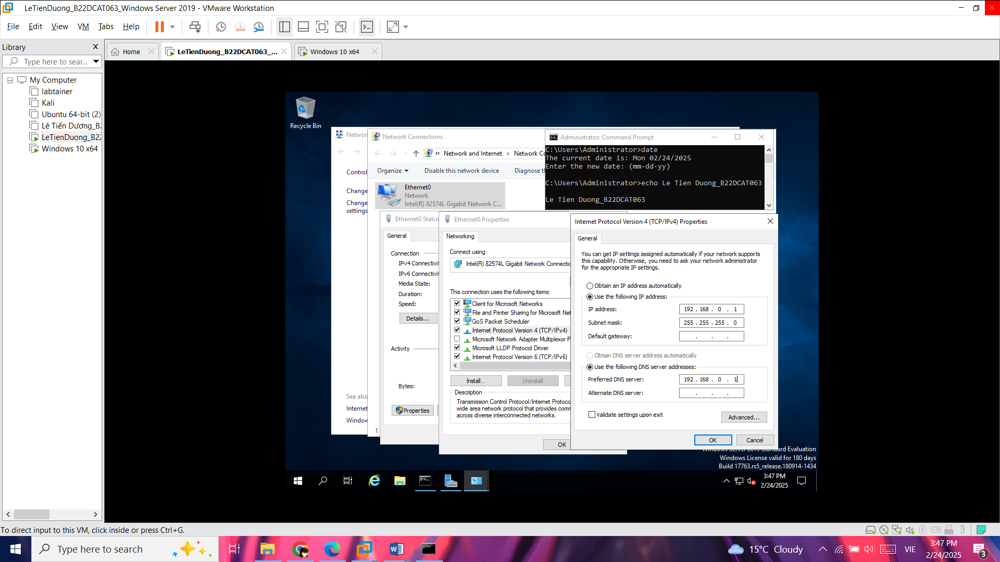 LeTienDuong_B22DCAT063_Windows Server 2019 - VMware Workstation
File Edit View VM Tabs Help
Library
Type here to sear...
My Computer
labtainer
Kali
Ubuntu 64-bit (2)
Lê Tiến Dương_B
LeTienDuong_B22
Windows 10 x64
Home
LeTienDuong_B22DCAT063_...
Windows 10 x64
Recycle Bin
Networ
Control
Change
Change
settings
See also
Internet
Window
Network Connections
« Network and Internet › Network Co
Organize Disable this network device Diagnose th
Ethernet0
Network
Intel(R) 82574L Gigabit Network C...
1
Administrator: Command Prompt
C:\Users\Administrator>date
The current date is: Mon 02/24/2025
Enter the new date: (mm-dd-yy)
C:\Users\Administrator>echo Le Tien Duong_B22DCAT063
Le Tien Duong_B22DCAT063
Ethernet0 Status
General
Connection
IPv4 Connectivi
IPv6 Connectivi
Media State:
Duration:
Speed:
Details...
Activity
Bytes:
Properties
Ethernet0 Properties
Networking
Connect using:
Intel(R) 82574L Gigabit Network Connectio
This connection uses the following items:
Client for Microsoft Networks
File and Printer Sharing for Microsoft Net
QoS Packet Scheduler
Internet Protocol Version 4 (TCP/IPv4)
Microsoft Network Adapter Multiplexor P
Microsoft LLDP Protocol Driver
Internet Protocol Version 6 (TCP/IPv6)
Install...
Uninstall
Description
Transmission Control Protocol/Internet Protoco
wide area network protocol that provides comm
across diverse interconnected networks.
OK
Internet Protocol Version 4 (TCP/IPv4) Properties
General
You can get IP settings assigned automatically if your network supports
this capability. Otherwise, you need to ask your network administrator
for the appropriate IP settings.
Obtain an IP address automatically
Use the following IP address:
IP address: 192 . 168 . 0 . 1
Subnet mask: 255 . 255 . 255 . 0
Default gateway: . . .
Obtain DNS server address automatically
Use the following DNS server addresses:
Preferred DNS server: 192 . 168 . 0 . 1
Alternate DNS server: . . .
Validate settings upon exit
Advanced...
OK
Cancel
Windows Server 2019 Standard Evaluation
Windows License valid for 180 days
Build 17763.rs5_release.180914-1434
3:47 PM
2/24/2025
To direct input to this VM, click inside or press Ctrl+G.
Type here to search
15°C Cloudy
VIE
3:47 PM
2/24/2025
3